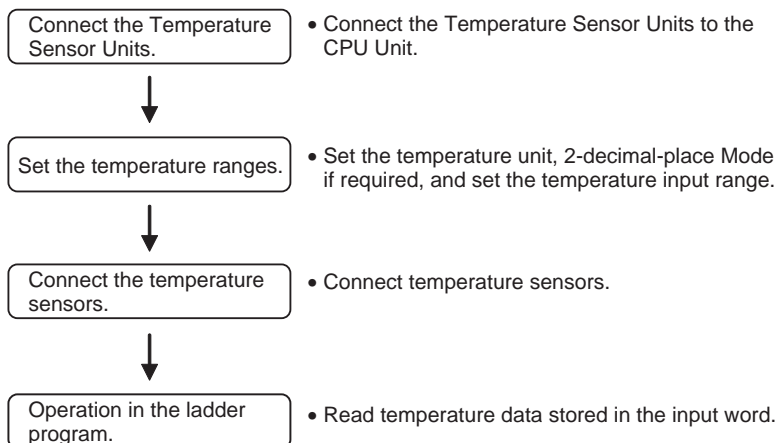 Connect the Temperature
Sensor Units.
• Connect the Temperature Sensor Units to the
CPU Unit.
Set the temperature ranges.
• Set the temperature unit, 2-decimal-place Mode
if required, and set the temperature input range.
Connect the temperature
sensors.
• Connect temperature sensors.
Operation in the ladder
program.
• Read temperature data stored in the input word.